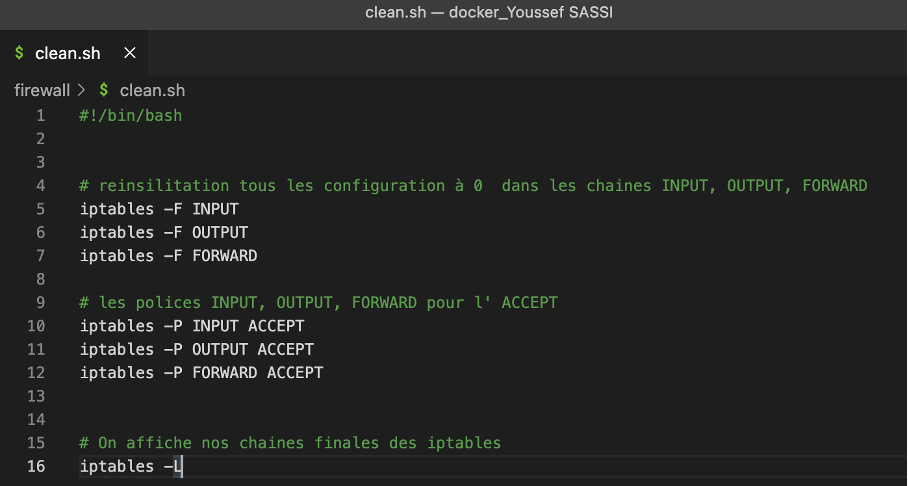 clean.sh — docker_Youssef SASSI
$ clean.sh ×
firewall > $ clean.sh
1 #!/bin/bash
2
3
4 # reinsilitation tous les configuration à 0  dans les chaines INPUT, OUTPUT, FORWARD
5 iptables -F INPUT
6 iptables -F OUTPUT
7 iptables -F FORWARD
8
9 # les polices INPUT, OUTPUT, FORWARD pour l' ACCEPT
10 iptables -P INPUT ACCEPT
11 iptables -P OUTPUT ACCEPT
12 iptables -P FORWARD ACCEPT
13
14
15 # On affiche nos chaines finales des iptables
16 iptables -L